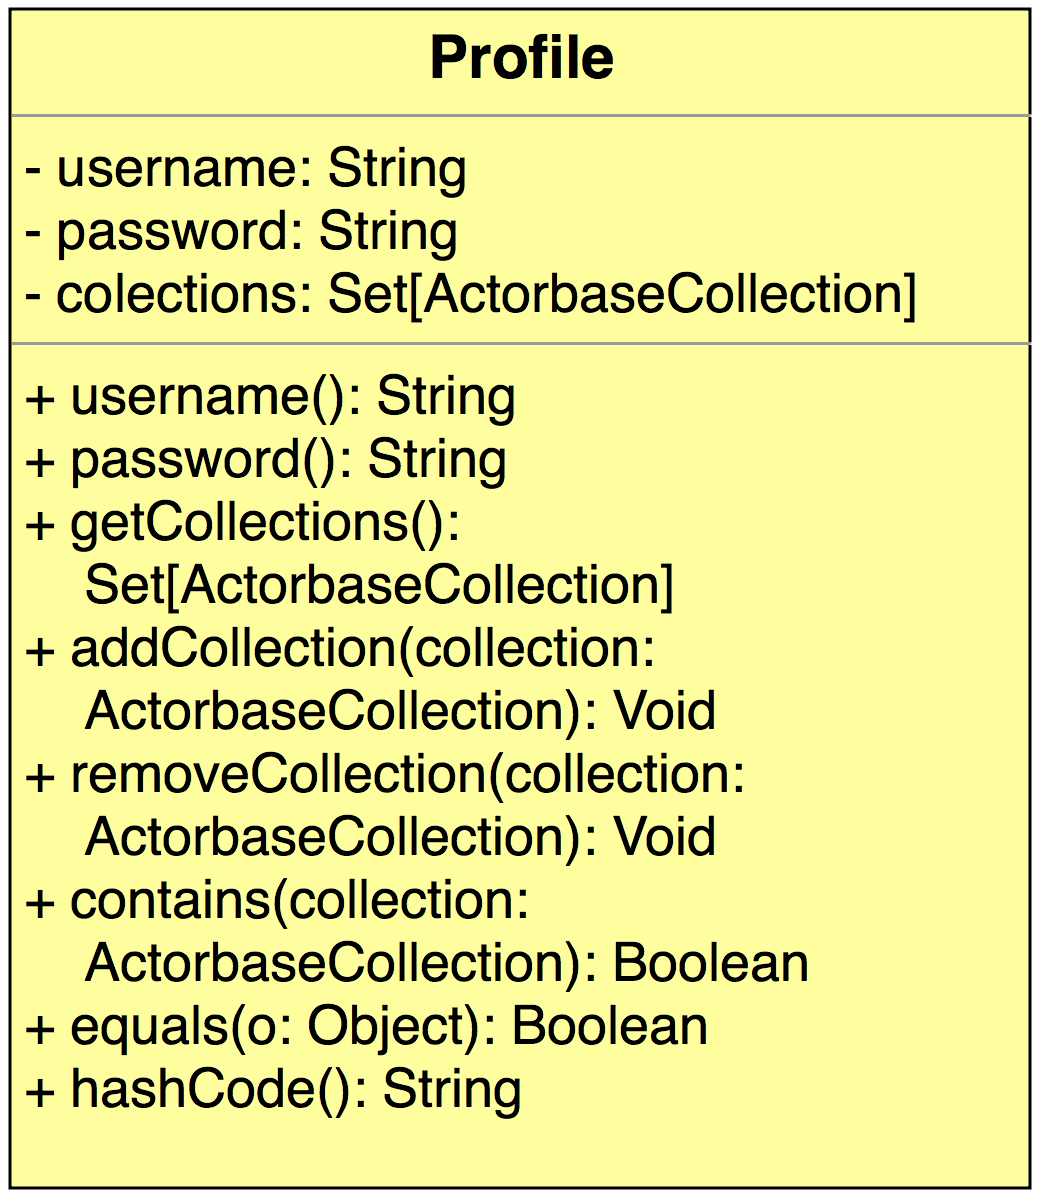 Profile
- username: String
- password: String
- colections: Set[ActorbaseCollection]
+ username(): String
+ password(): String
+ getCollections():
Set[ActorbaseCollection]
+ addCollection(collection:
ActorbaseCollection): Void
+ removeCollection(collection:
ActorbaseCollection): Void
+ contains(collection:
ActorbaseCollection): Boolean
+ equals(o: Object): Boolean
+ hashCode(): String